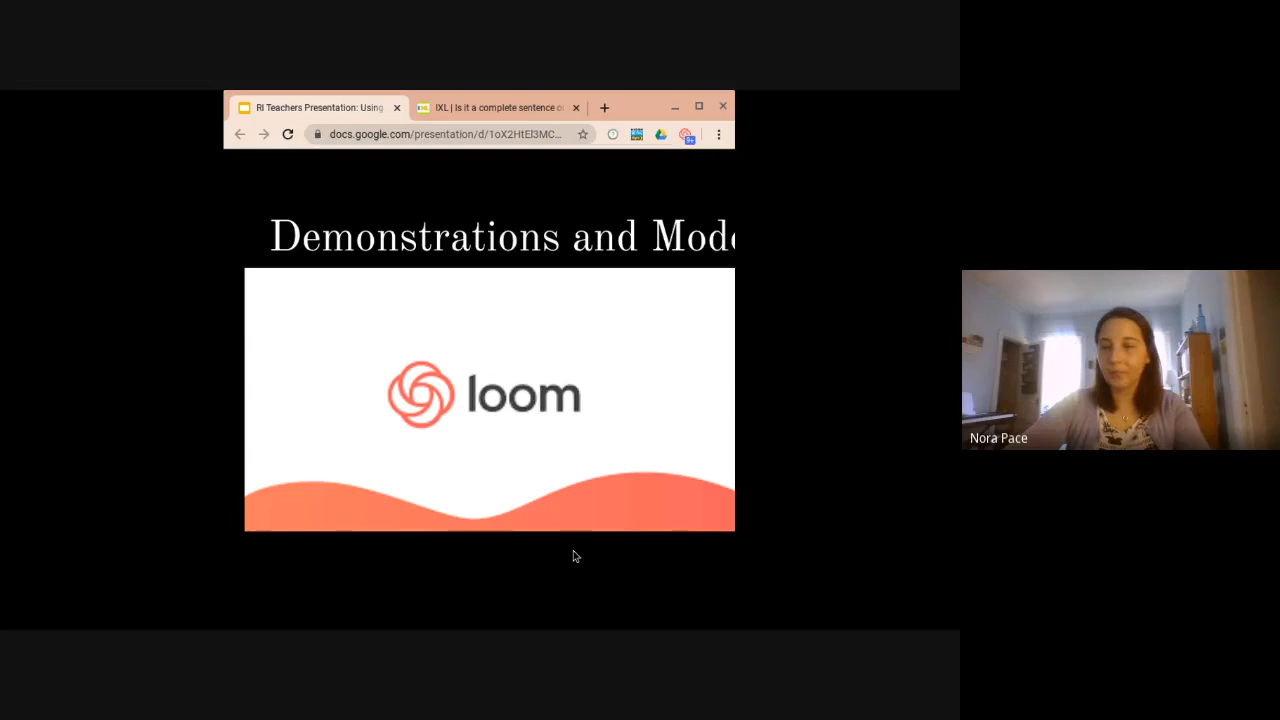 RI Teachers Presentation: Using
IXL | Is it a complete sentence o
docs.google.com/presentation/d/1oX2HtEl3MC...
9+
Demonstrations and Mode
loom
Nora Pace